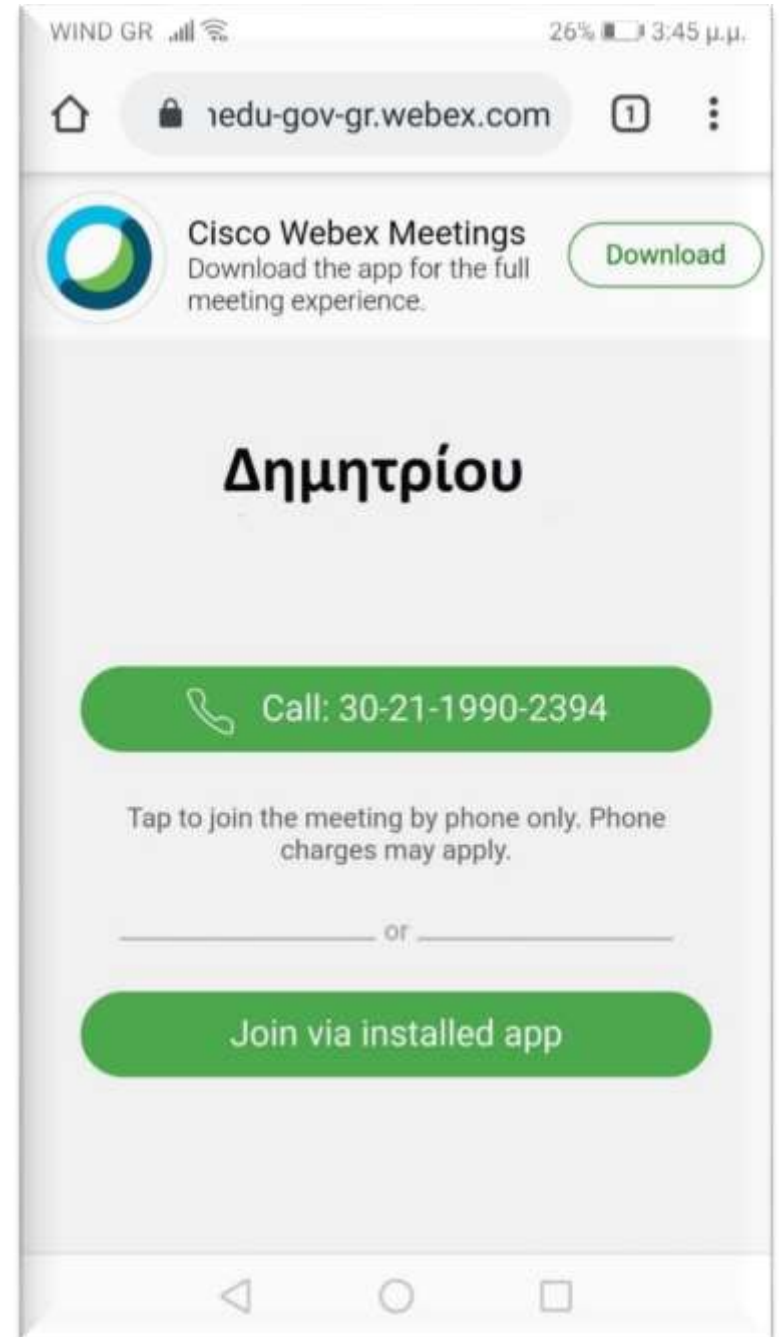 WIND GR 26% 3:45 μ.μ.
nedu-gov-gr.webex.com 1
Cisco Webex Meetings
Download the app for the full
meeting experience.
Download
Δημητρίου
Call: 30-21-1990-2394
Tap to join the meeting by phone only. Phone
charges may apply.
or
Join via installed app